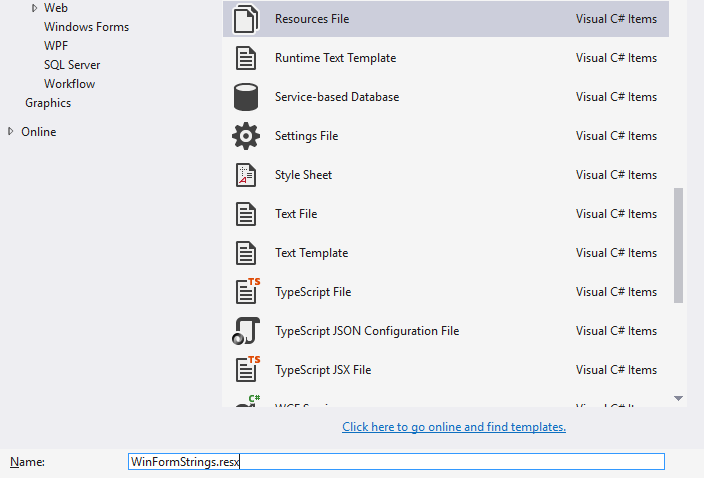 Web
Windows Forms
WPF
SQL Server
Workflow
Graphics
Online
Resources File Visual C# Items
Runtime Text Template Visual C# Items
Service-based Database Visual C# Items
Settings File Visual C# Items
Style Sheet Visual C# Items
Text File Visual C# Items
Text Template Visual C# Items
TS
TypeScript File Visual C# Items
TypeScript JSON Configuration File Visual C# Items
TS
TypeScript JSX File Visual C# Items
C#
Click here to go online and find templates.
Name: WinFormStrings.resx